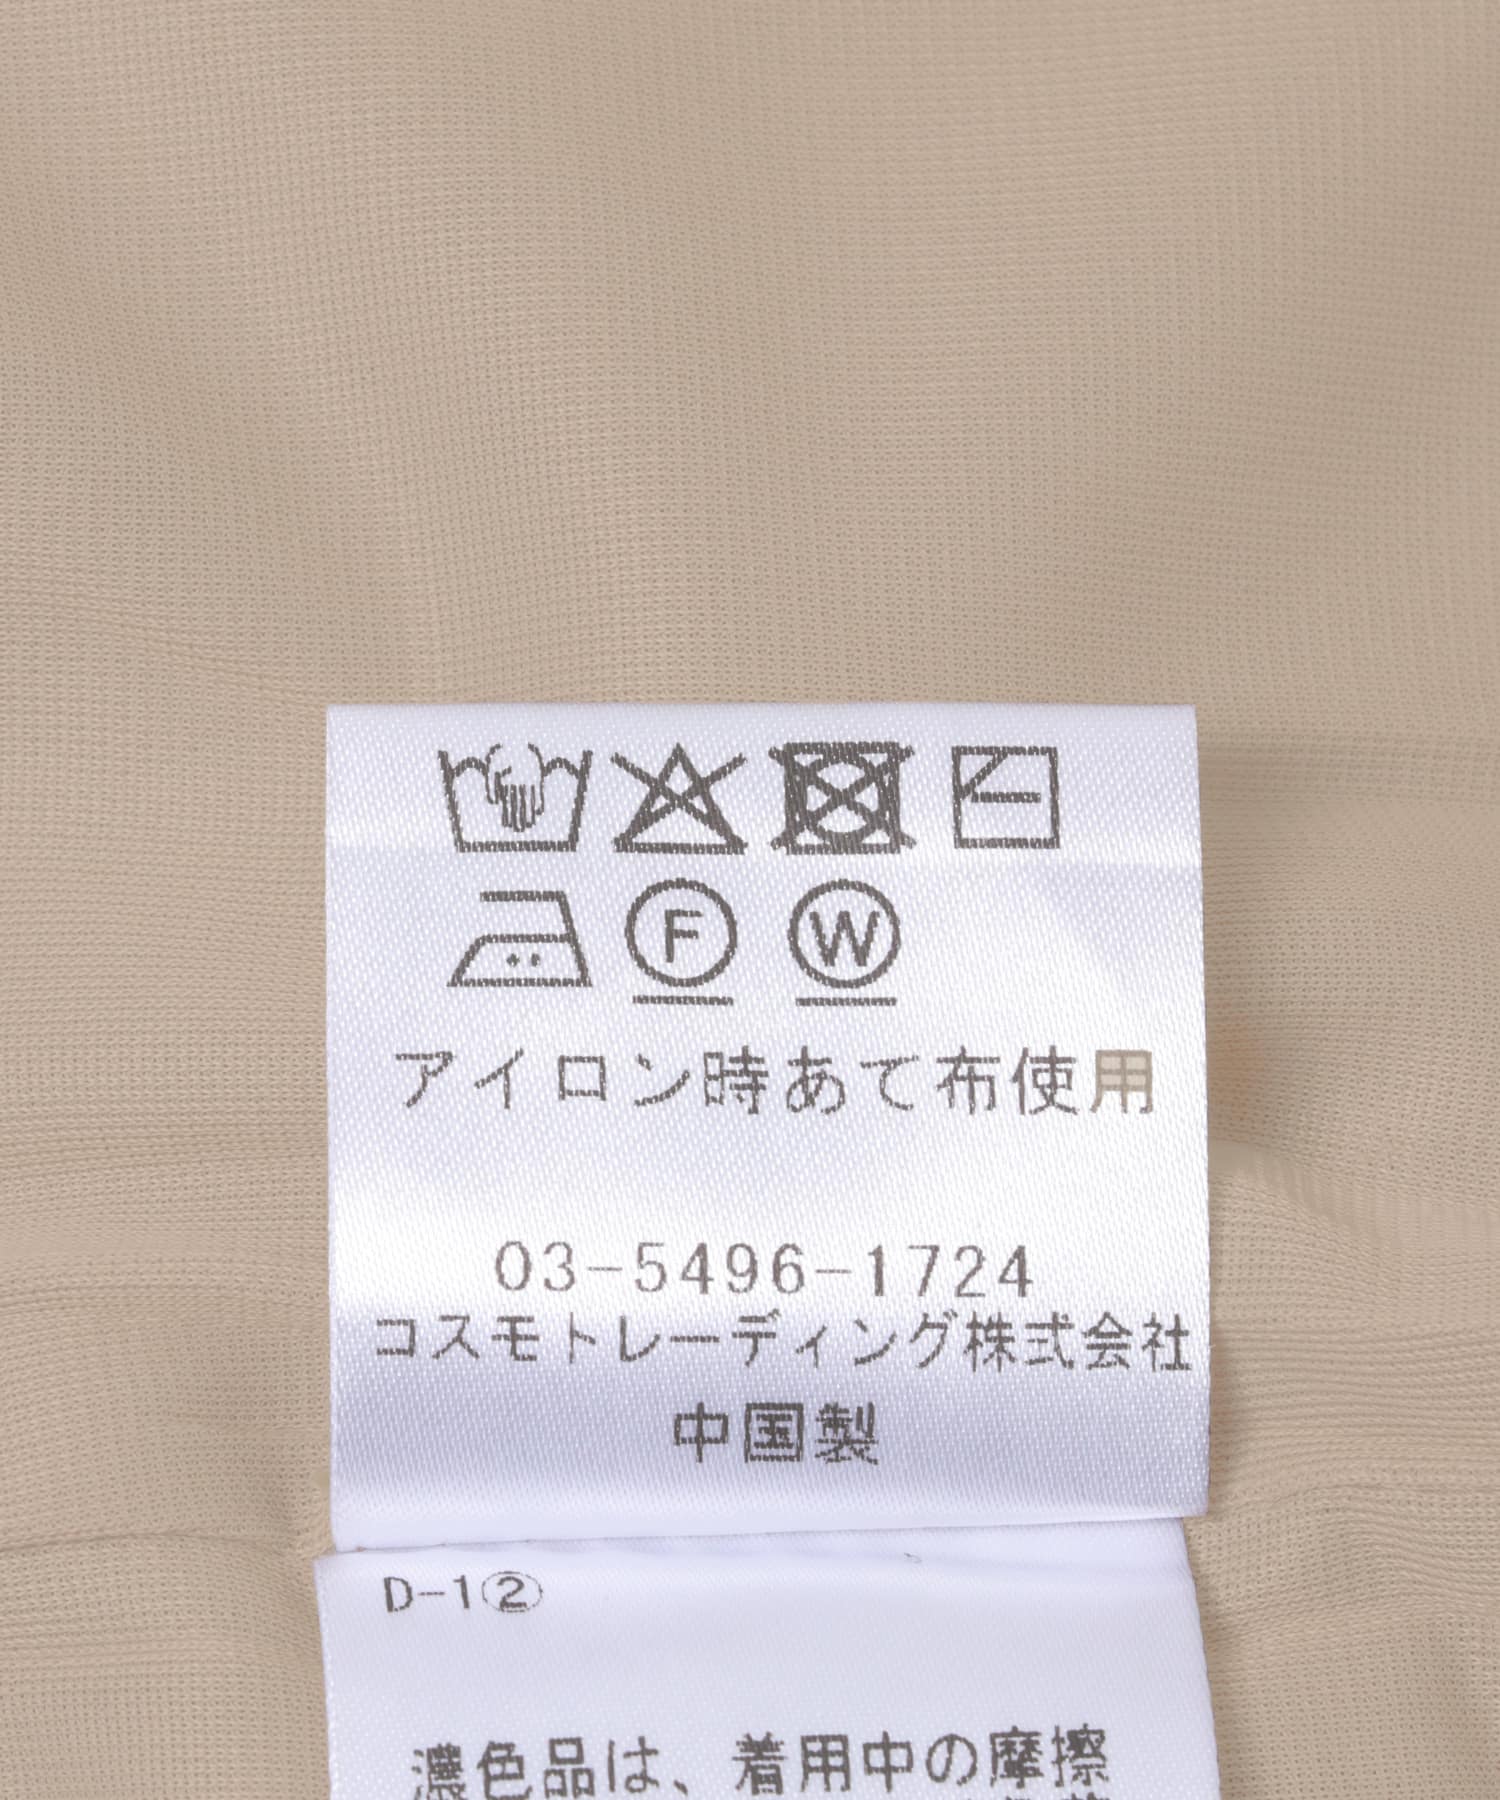 F W
アイロン時あて布使用
03-5496-1724
コスモトレーディング株式会社
中国製
D-1②
濃色品は、着用中の摩擦